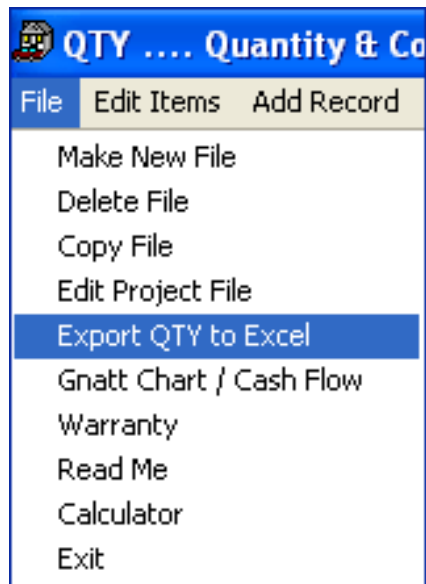 QTY .... Quantity & Co
File Edit Items Add Record
Make New File
Delete File
Copy File
Edit Project File
Export QTY to Excel
Gnatt Chart / Cash Flow
Warranty
Read Me
Calculator
Exit